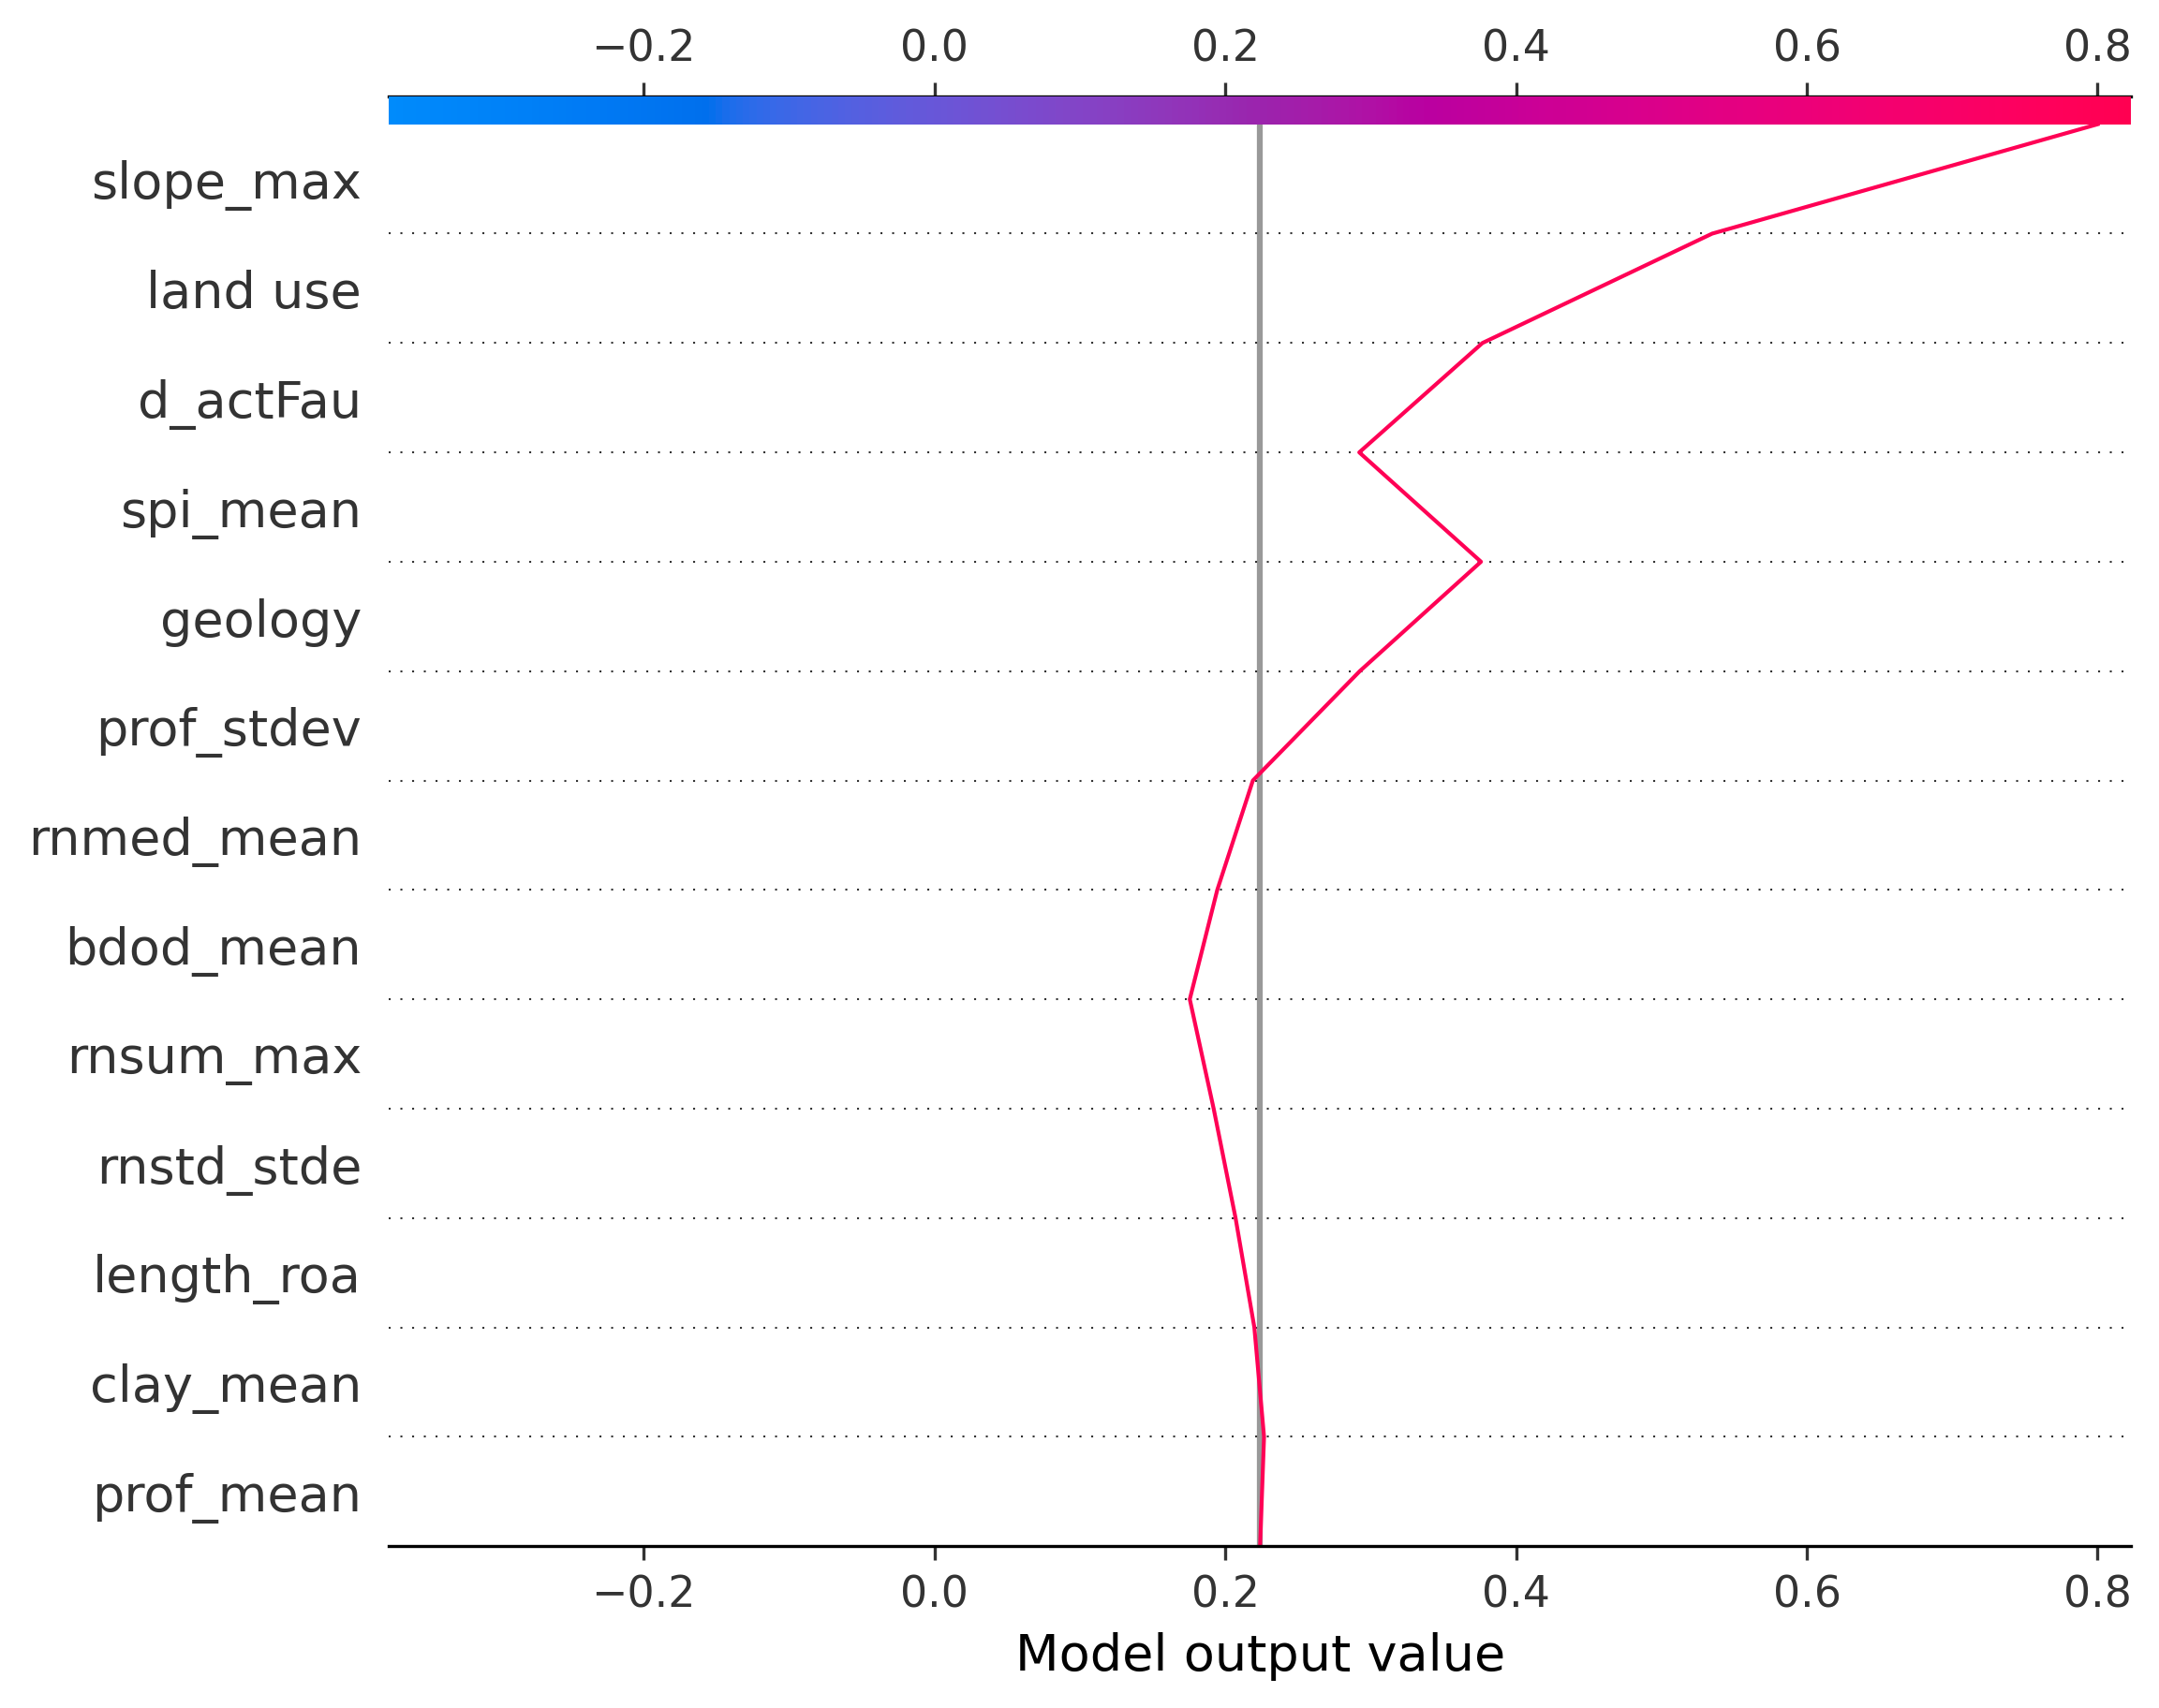 −0.2 0.0 0.2 0.4 0.6 0.8
slope_max
land use
d_actFau
spi_mean
geology
prof_stdev
rnmed_mean
bdod_mean
rnsum_max
rnstd_stde
length_roa
clay_mean
prof_mean
−0.2 0.0 0.2 0.4 0.6 0.8
Model output value